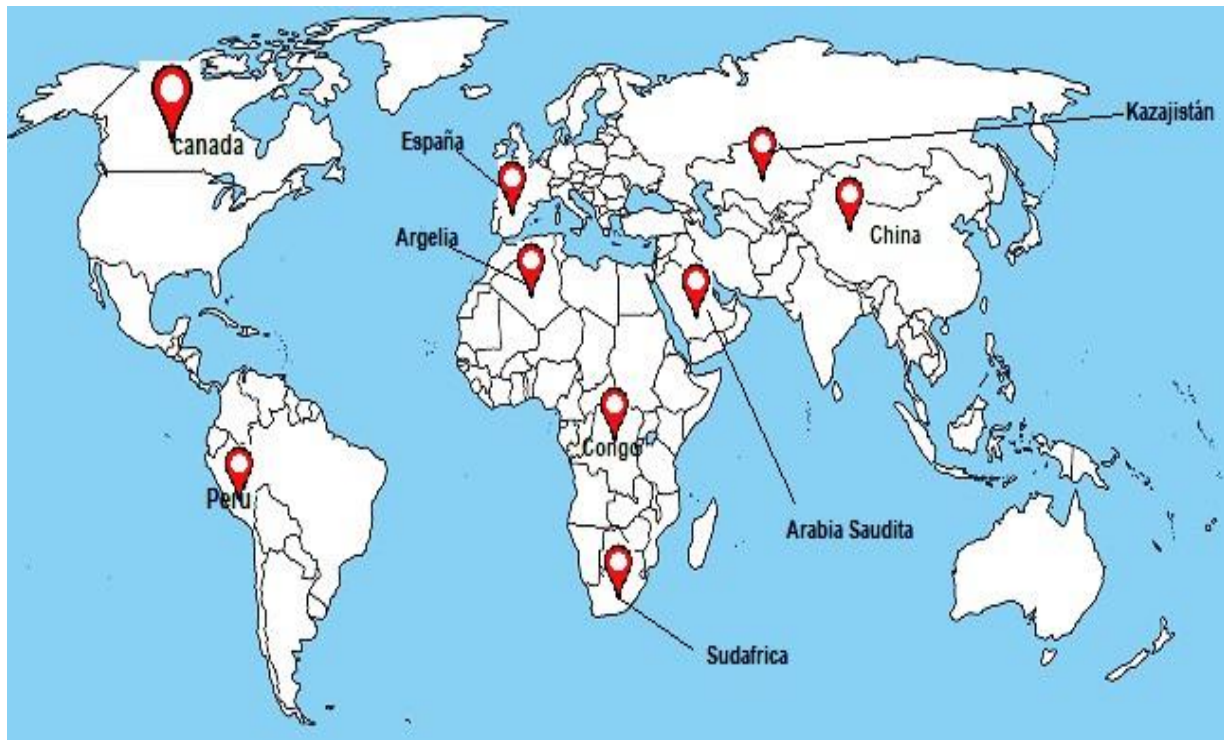 Kazajistán
canada
España
China
Argelia
Congo
Peru
Arabia Saudita
Sudafrica